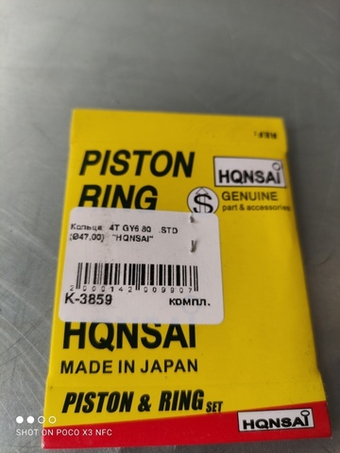 PISTON
RING
HQNSAi
GENUINE
part & accessories
Кольца 4T GY6 80 .STD
(Ø47,00) "HQNSAI"
2000142009907
К-3859 компл.
HQNSAi
MADE IN JAPAN
PISTON & RING SET
HQNSAi
SHOT ON POCO X3 NFC